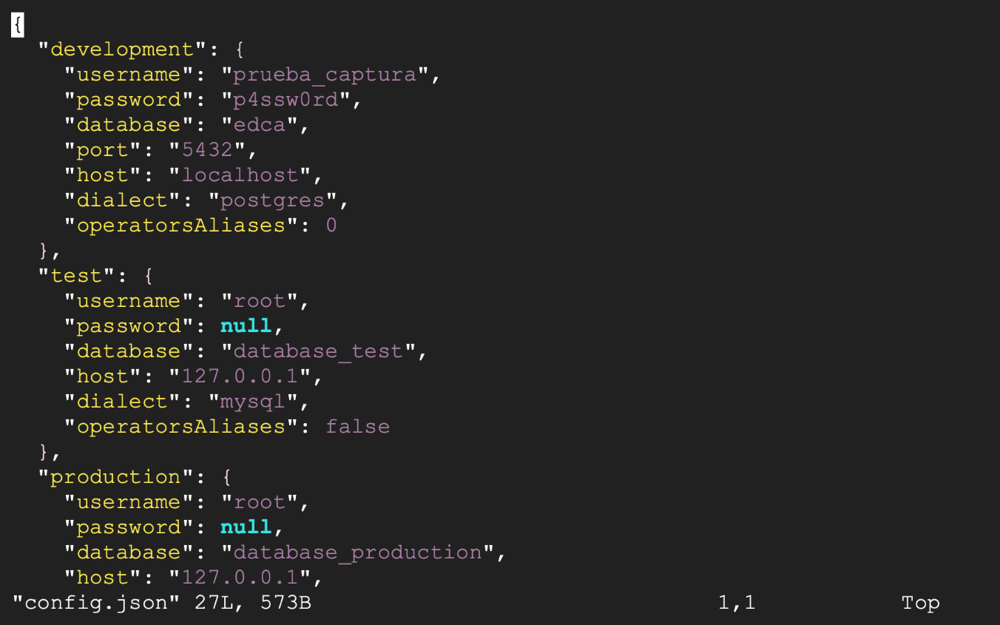 {
  "development": {
    "username": "prueba_captura",
    "password": "p4ssw0rd",
    "database": "edca",
    "port": "5432",
    "host": "localhost",
    "dialect": "postgres",
    "operatorsAliases": 0
  },
  "test": {
    "username": "root",
    "password": null,
    "database": "database_test",
    "host": "127.0.0.1",
    "dialect": "mysql",
    "operatorsAliases": false
  },
  "production": {
    "username": "root",
    "password": null,
    "database": "database_production",
    "host": "127.0.0.1",
"config.json" 27L, 573B 1,1 Top